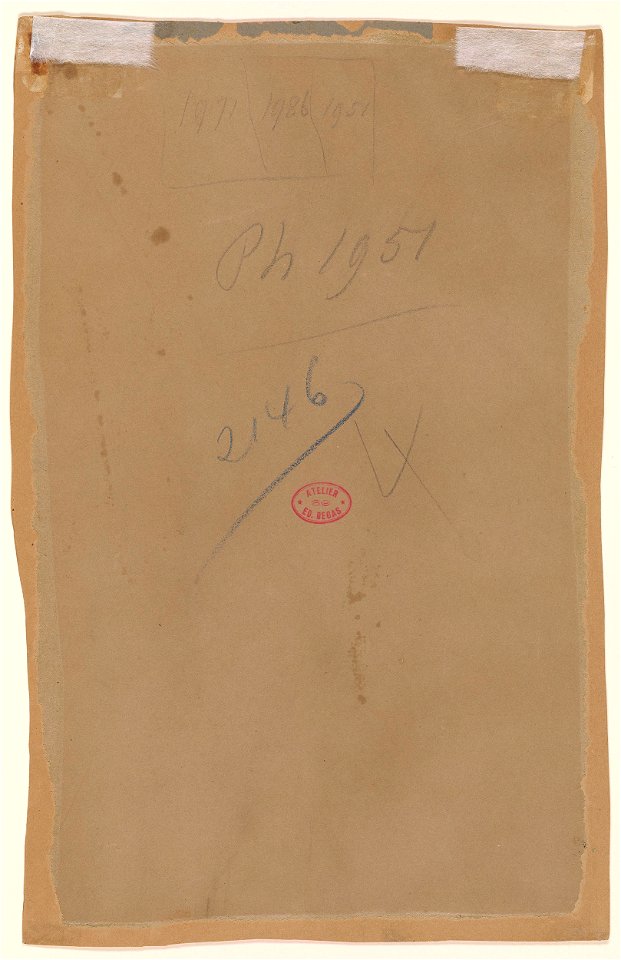 1971 1986 1951
Ph 1951
2146
ATELIER
ED. DEGAS